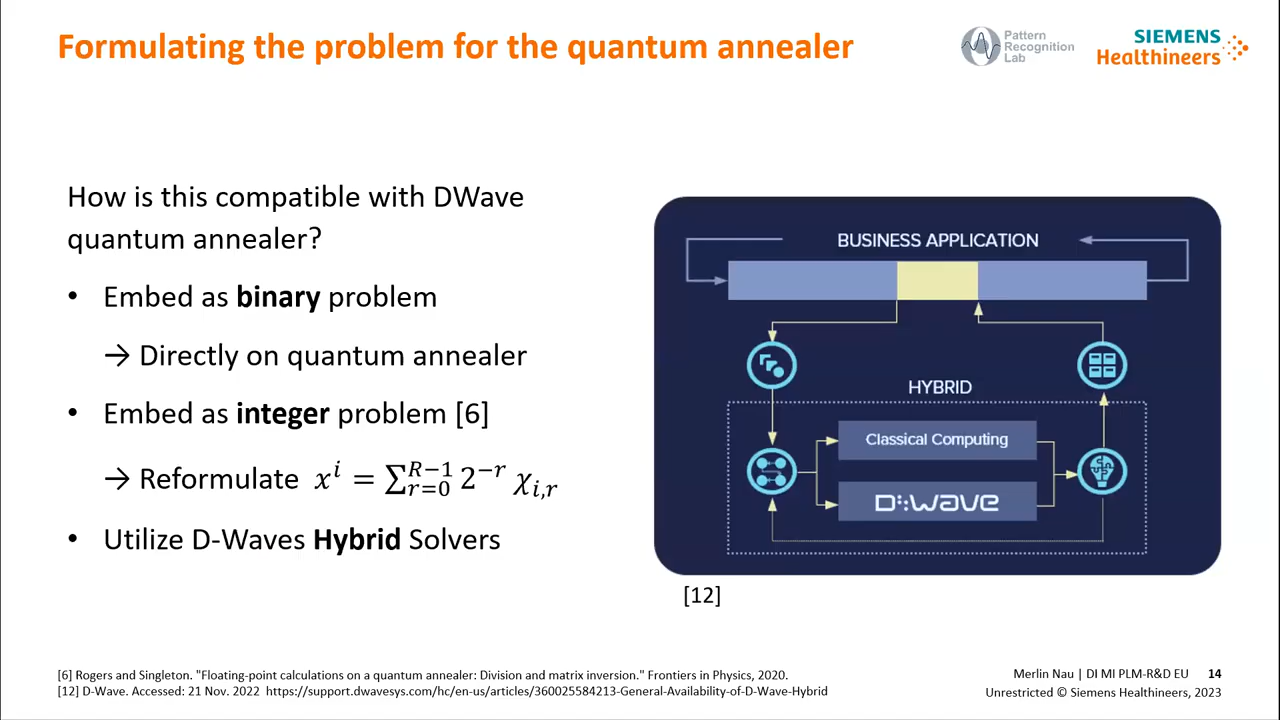 Formulating the problem for the quantum annealer
Pattern
Recognition
Lab
SIEMENS
Healthineers
How is this compatible with DWave
quantum annealer?
• Embed as binary problem
→ Directly on quantum annealer
• Embed as integer problem [6]
→ Reformulate x^i = ∑_{r=0}^{R−1} 2^{−r} χ_{i,r}
• Utilize D-Waves Hybrid Solvers
BUSINESS APPLICATION
HYBRID
Classical Computing
D:wave
[12]
[6] Rogers and Singleton. "Floating-point calculations on a quantum annealer: Division and matrix inversion." Frontiers in Physics, 2020.
[12] D-Wave. Accessed: 21 Nov. 2022 https://support.dwavesys.com/hc/en-us/articles/360025584213-General-Availability-of-D-Wave-Hybrid
Merlin Nau | DI MI PLM-R&D EU 14
Unrestricted © Siemens Healthineers, 2023